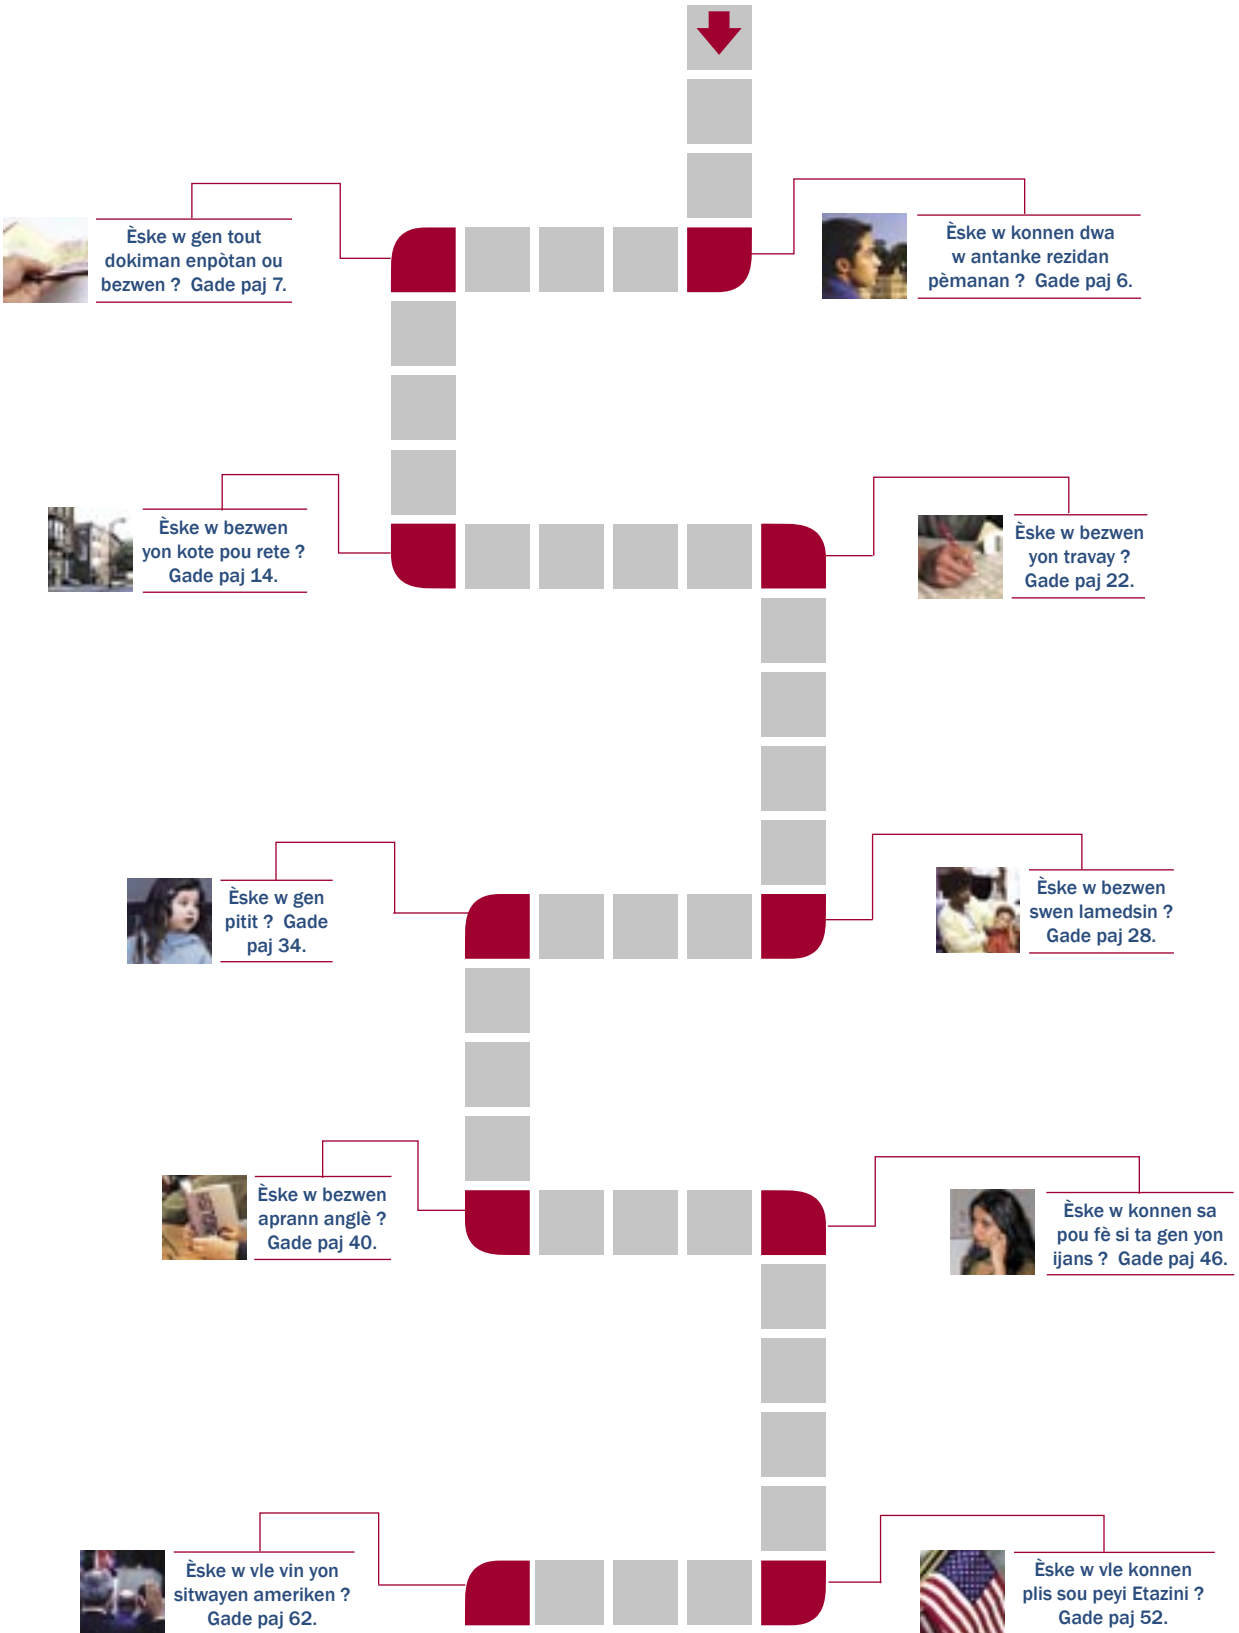 Èske w gen tout
dokiman enpòtan ou
bezwen ? Gade paj 7.
Èske w konnen dwa
w antanke rezidan
pèmanan ? Gade paj 6.
Èske w bezwen
yon kote pou rete ?
Gade paj 14.
Èske w bezwen
yon travay ?
Gade paj 22.
Èske w gen
pitit ? Gade
paj 34.
Èske w bezwen
swen lamedsin ?
Gade paj 28.
Èske w bezwen
aprann anglè ?
Gade paj 40.
Èske w konnen sa
pou fè si ta gen yon
ijans ? Gade paj 46.
Èske w vle vin yon
sitwayen ameriken ?
Gade paj 62.
Èske w vle konnen
plis sou peyi Etazini ?
Gade paj 52.